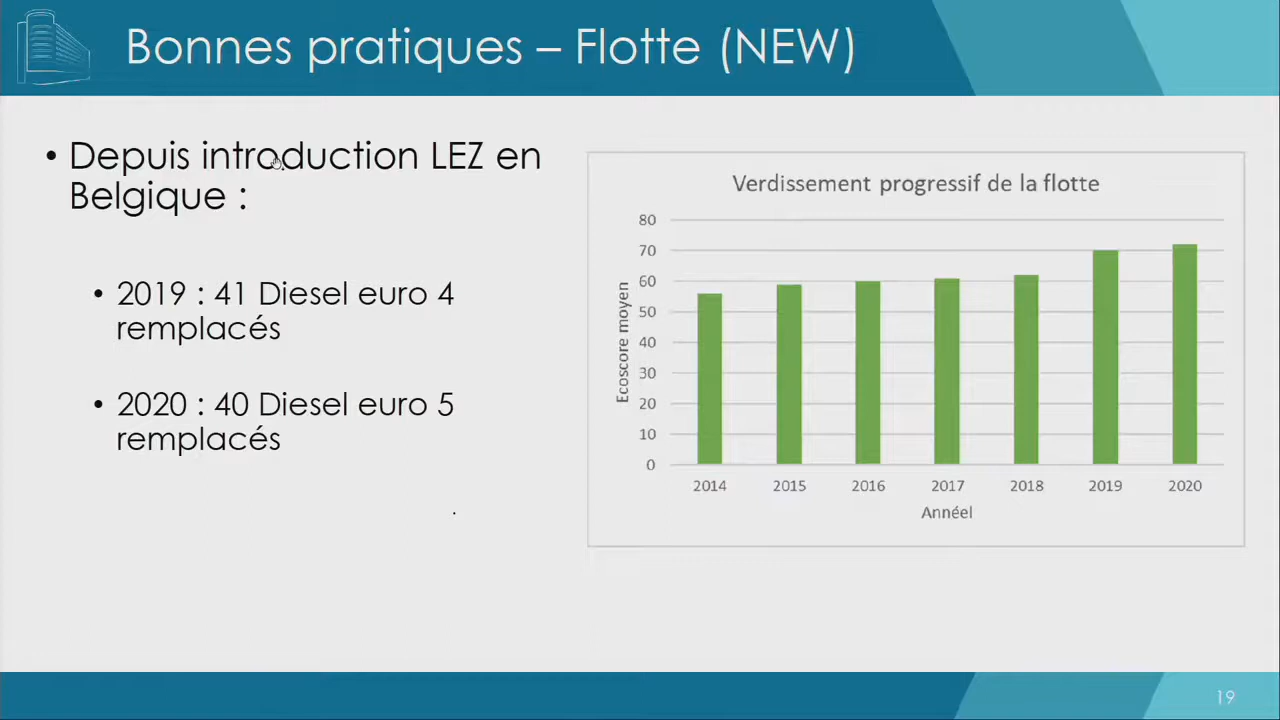 Bonnes pratiques – Flotte (NEW)
• Depuis introduction LEZ en
Belgique :
• 2019 : 41 Diesel euro 4
remplacés
• 2020 : 40 Diesel euro 5
remplacés
.
Verdissement progressif de la flotte
Ecoscore moyen
80
70
60
50
40
30
20
10
0
2014 2015 2016 2017 2018 2019 2020
Annéel
19